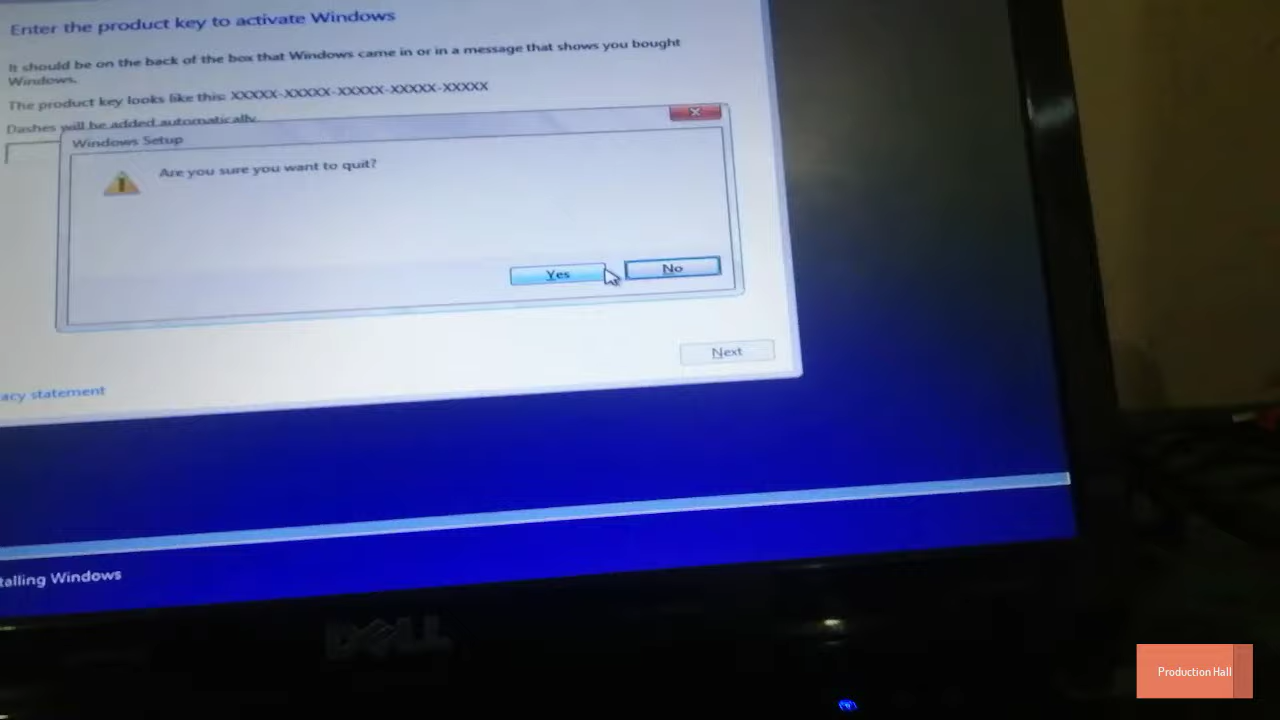 Enter the product key to activate Windows
It should be on the back of the box that Windows came in or in a message that shows you bought
Windows.
The product key looks like this: XXXXX-XXXXX-XXXXX-XXXXX-XXXXX
Dashes will be added automatically
Windows Setup
Are you sure you want to quit?
Yes
No
Next
acy statement
talling Windows
DELL
Production Hall